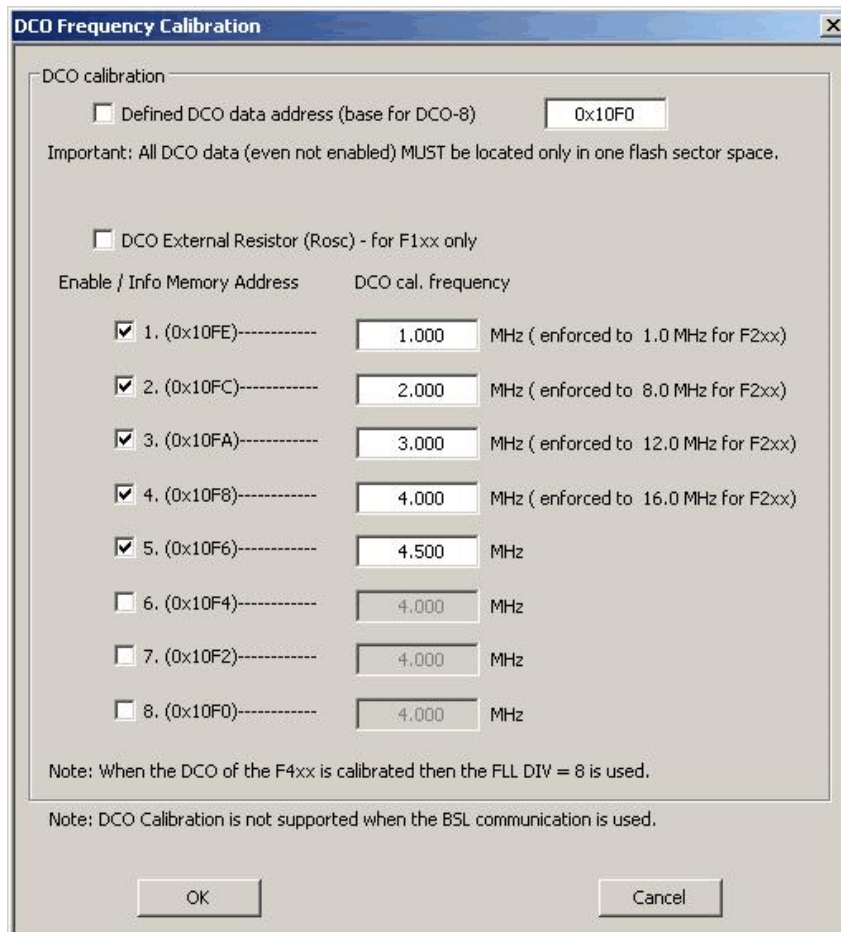 DCO Frequency Calibration
DCO calibration
Defined DCO data address (base for DCO-8) 0x10F0
Important: All DCO data (even not enabled) MUST be located only in one flash sector space.
DCO External Resistor (Rosc) - for F1xx only
Enable / Info Memory Address DCO cal. frequency
1. (0x10FE)------------ 1.000 MHz ( enforced to 1.0 MHz for F2xx)
2. (0x10FC)------------ 2.000 MHz ( enforced to 8.0 MHz for F2xx)
3. (0x10FA)------------ 3.000 MHz ( enforced to 12.0 MHz for F2xx)
4. (0x10F8)------------ 4.000 MHz ( enforced to 16.0 MHz for F2xx)
5. (0x10F6)------------ 4.500 MHz
6. (0x10F4)------------ 4.000 MHz
7. (0x10F2)------------ 4.000 MHz
8. (0x10F0)------------ 4.000 MHz
Note: When the DCO of the F4xx is calibrated then the FLL DIV = 8 is used.
Note: DCO Calibration is not supported when the BSL communication is used.
OK Cancel